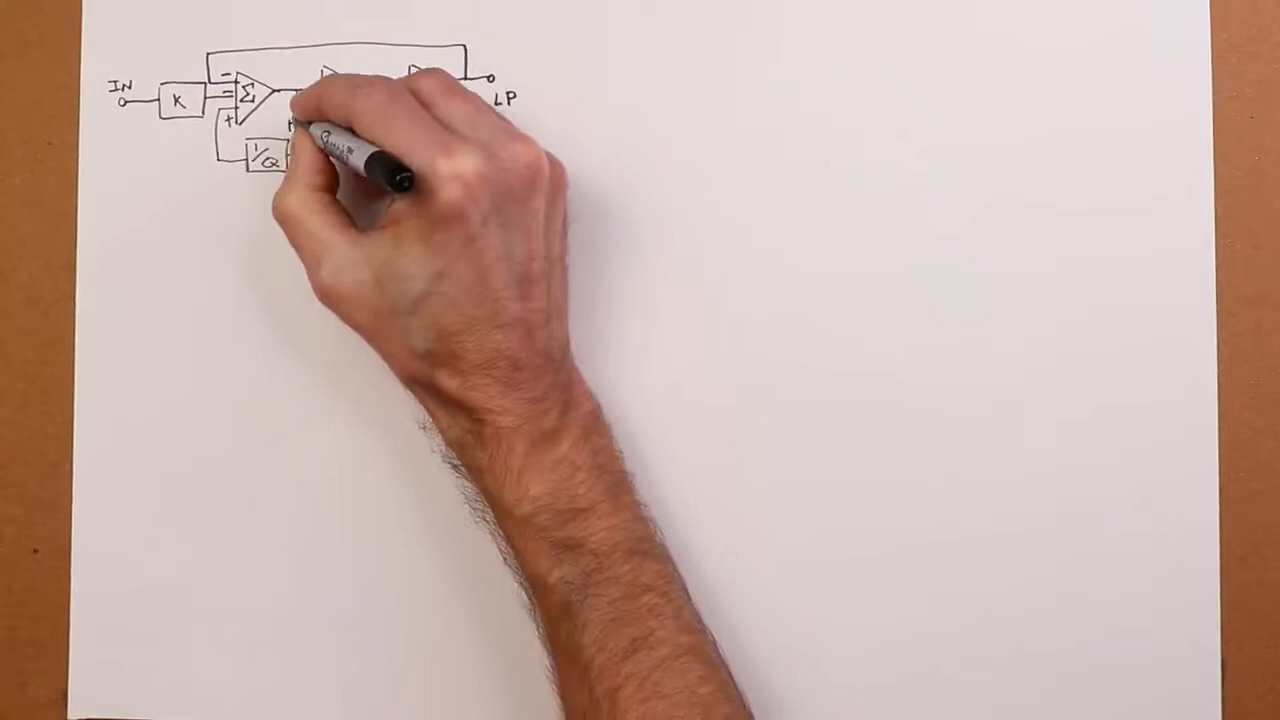 IN
K
−
=
+
Σ
1/Q
LP